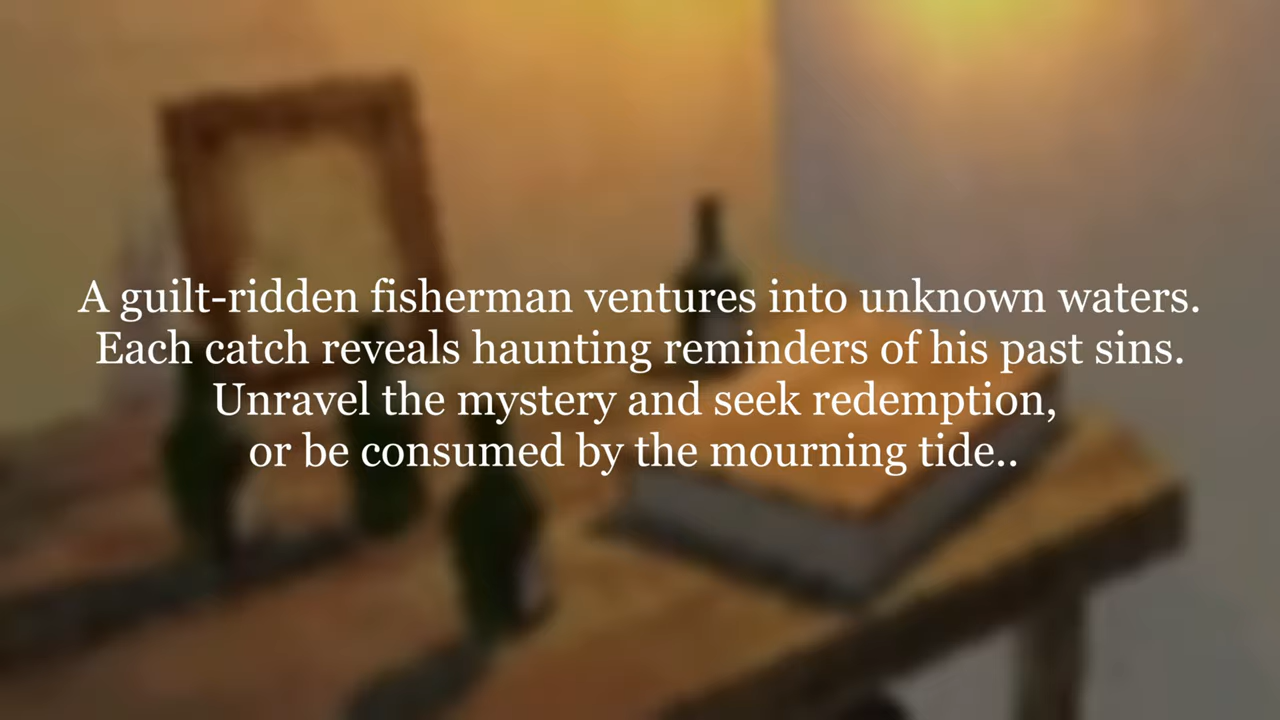 A guilt-ridden fisherman ventures into unknown waters.
Each catch reveals haunting reminders of his past sins.
Unravel the mystery and seek redemption,
or be consumed by the mourning tide..